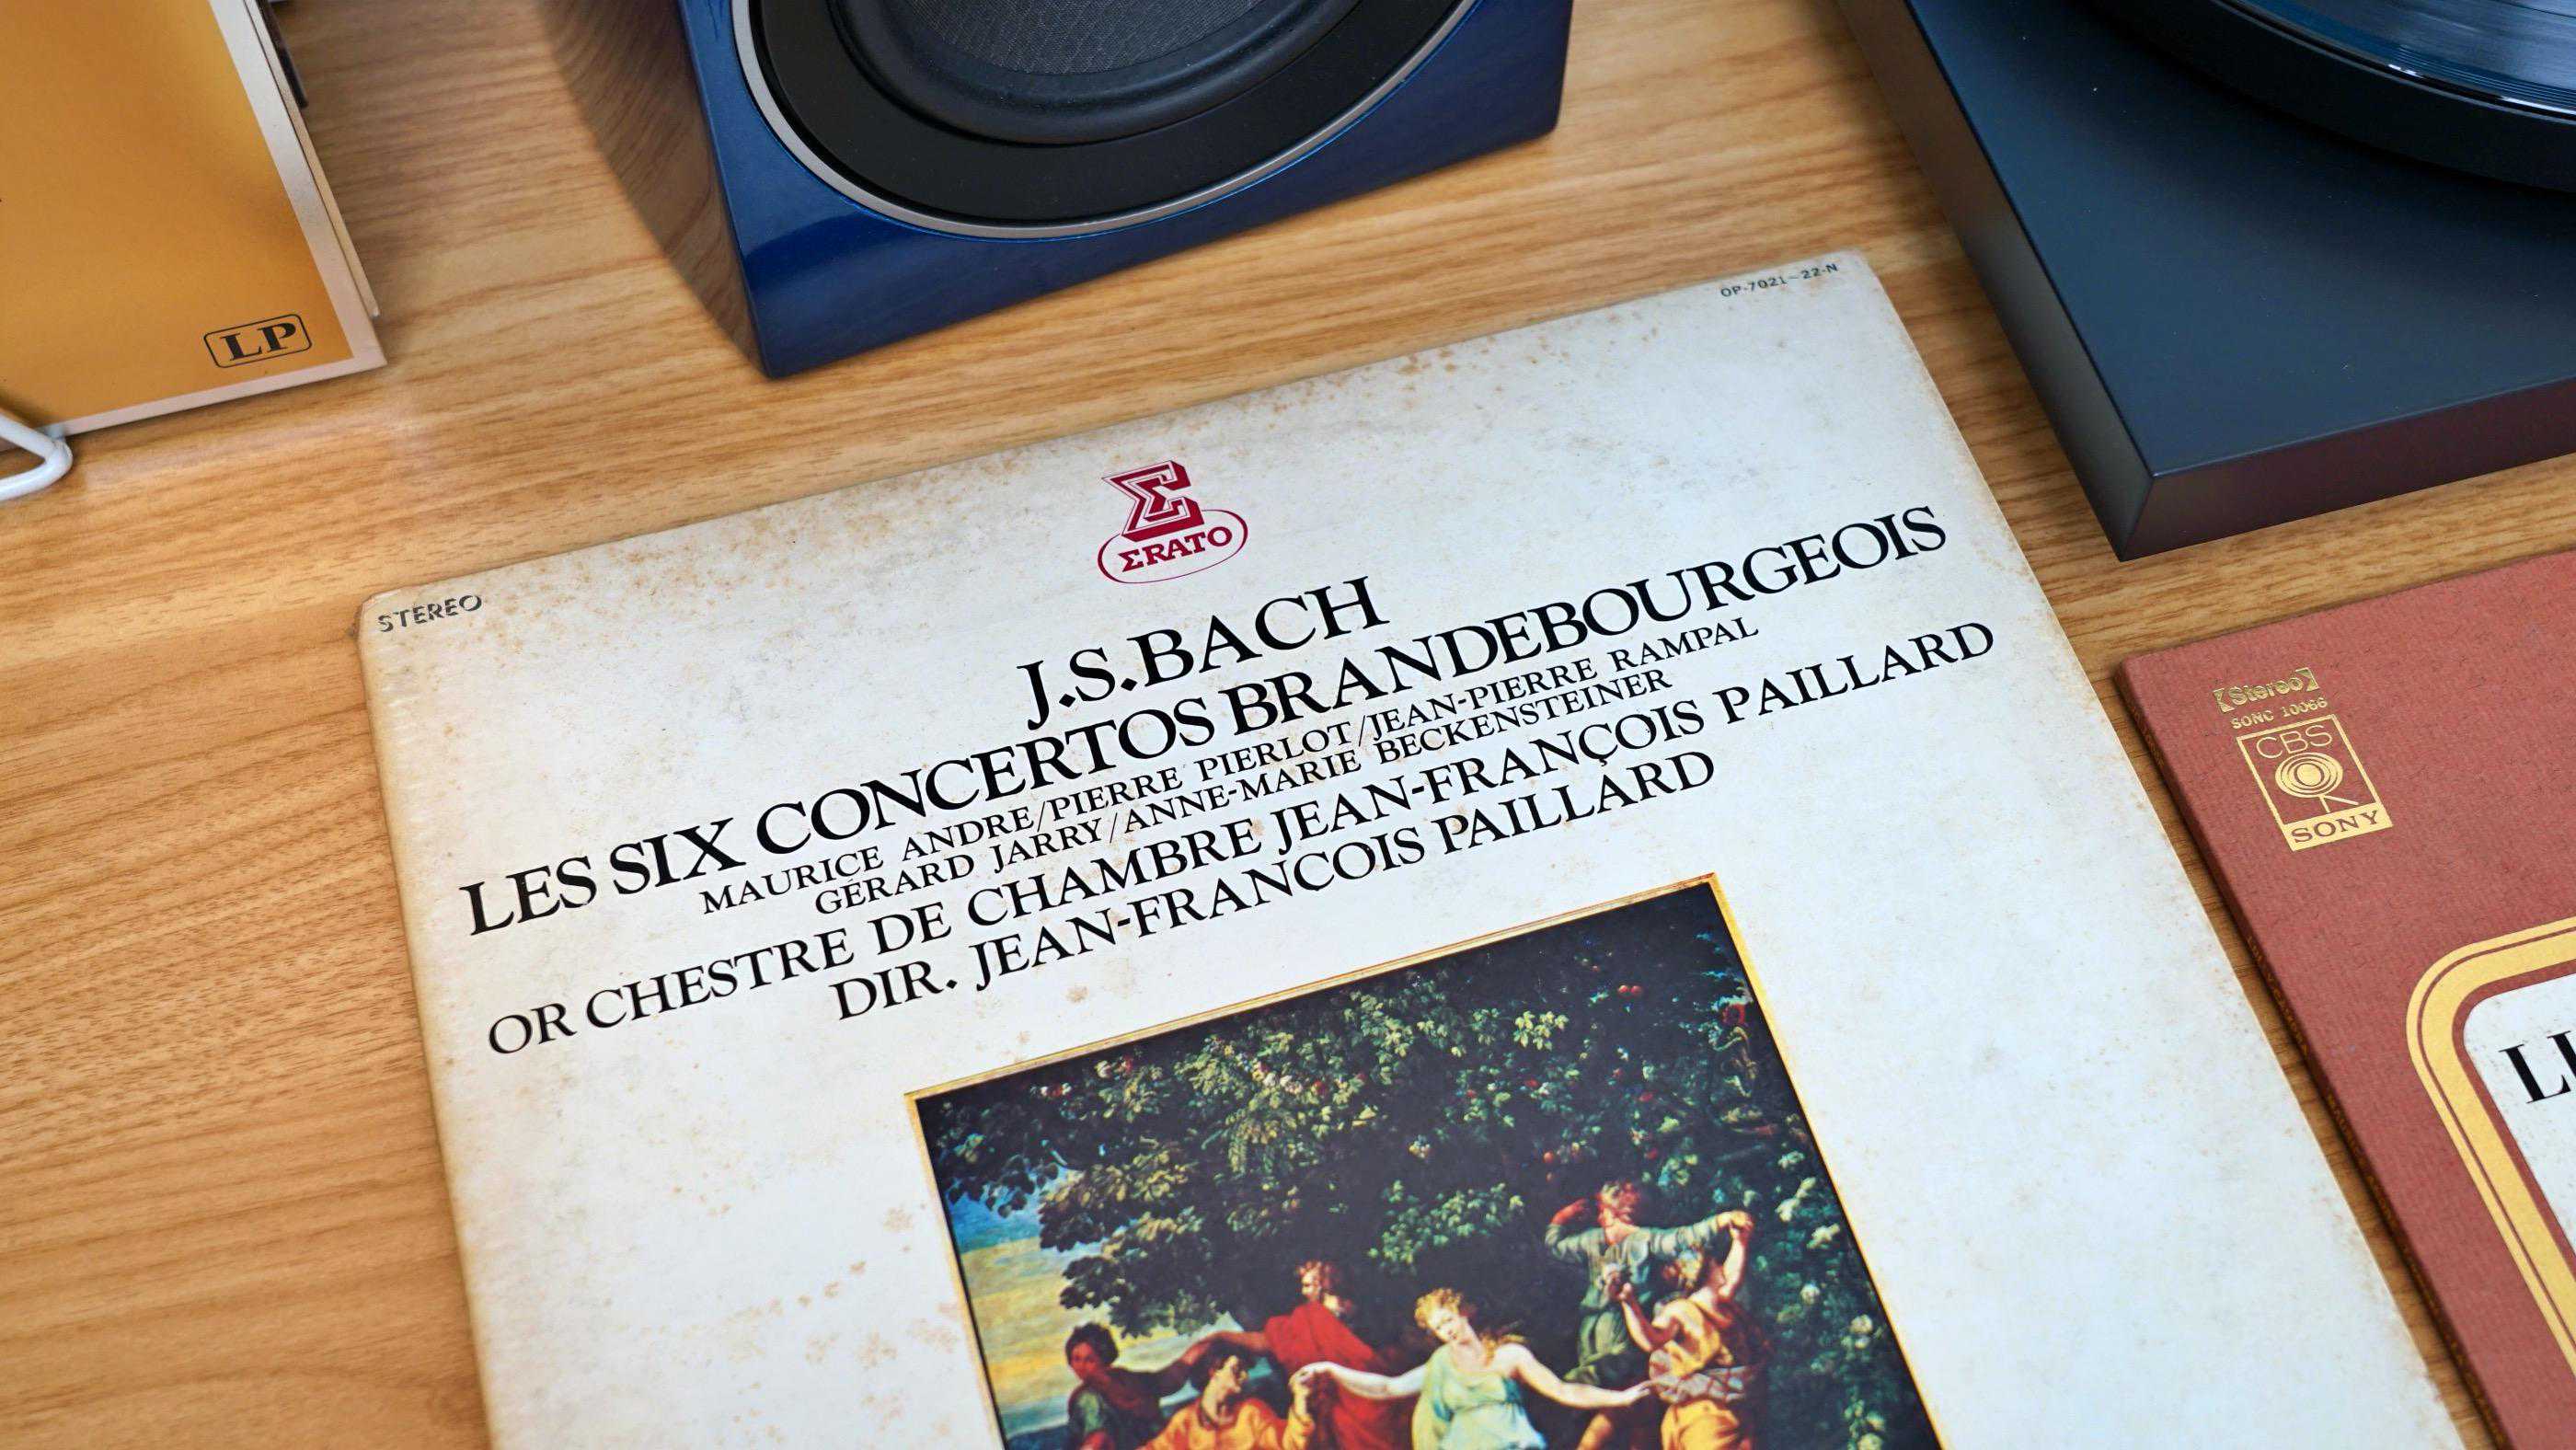 LP
OP-7021~22-N
STEREO
Σ
ΣRATO
J.S.BACH
LES SIX CONCERTOS BRANDEBOURGEOIS
MAURICE ANDRE/PIERRE PIERLOT/JEAN-PIERRE RAMPAL
GÉRARD JARRY/ANNE-MARIE BECKENSTEINER
OR CHESTRE DE CHAMBRE JEAN-FRANÇOIS PAILLARD
DIR. JEAN-FRANCOIS PAILLARD
【Stereo】
SONC 10066
CBS
SONY